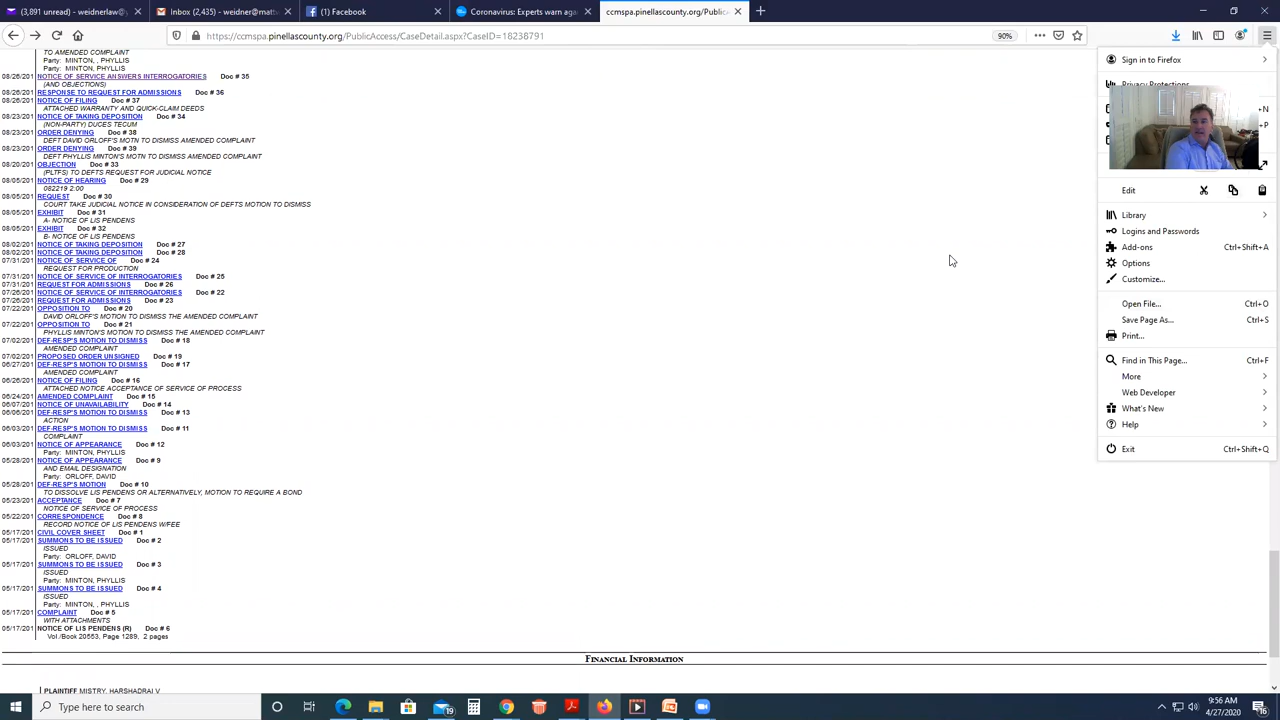 (3,891 unread) - weidnerlaw@
Inbox (2,435) - weidner@matt
(1) Facebook
Coronavirus: Experts warn aga
ccmspa.pinellascounty.org/Public
https://ccmspa.pinellascounty.org/PublicAccess/CaseDetail.aspx?CaseID=18238791
90%
TO AMENDED COMPLAINT
Party: MINTON, , PHYLLIS
Party: MINTON, PHYLLIS
08/26/201 NOTICE OF SERVICE ANSWERS INTERROGATORIES Doc # 35
(AND OBJECTIONS)
08/26/201 RESPONSE TO REQUEST FOR ADMISSIONS Doc # 36
08/26/201 NOTICE OF FILING Doc # 37
ATTACHED WARRANTY AND QUICK-CLAIM DEEDS
08/23/201 NOTICE OF TAKING DEPOSITION Doc # 34
(NON-PARTY) DUCES TECUM
08/23/201 ORDER DENYING Doc # 38
DEFT DAVID ORLOFF'S MOTN TO DISMISS AMENDED COMPLAINT
08/23/201 ORDER DENYING Doc # 39
DEFT PHYLLIS MINTON'S MOTN TO DISMISS AMENDED COMPLAINT
08/20/201 OBJECTION Doc # 33
(PLTFS) TO DEFTS REQUEST FOR JUDICIAL NOTICE
08/05/201 NOTICE OF HEARING Doc # 29
082219 2.00
08/05/201 REQUEST Doc # 30
COURT TAKE JUDICIAL NOTICE IN CONSIDERATION OF DEFTS MOTION TO DISMISS
08/05/201 EXHIBIT Doc # 31
A- NOTICE OF LIS PENDENS
08/05/201 EXHIBIT Doc # 32
B- NOTICE OF LIS PENDENS
08/02/201 NOTICE OF TAKING DEPOSITION Doc # 27
08/02/201 NOTICE OF TAKING DEPOSITION Doc # 28
07/31/201 NOTICE OF SERVICE OF Doc # 24
REQUEST FOR PRODUCTION
07/31/201 NOTICE OF SERVICE OF INTERROGATORIES Doc # 25
07/31/201 REQUEST FOR ADMISSIONS Doc # 26
07/26/201 NOTICE OF SERVICE OF INTERROGATORIES Doc # 22
07/26/201 REQUEST FOR ADMISSIONS Doc # 23
07/22/201 OPPOSITION TO Doc # 20
DAVID ORLOFF'S MOTION TO DISMISS THE AMENDED COMPLAINT
07/22/201 OPPOSITION TO Doc # 21
PHYLLIS MINTON'S MOTION TO DISMISS THE AMENDED COMPLAINT
07/02/201 DEF-RESP'S MOTION TO DISMISS Doc # 18
AMENDED COMPLAINT
07/02/201 PROPOSED ORDER UNSIGNED Doc # 19
06/27/201 DEF-RESP'S MOTION TO DISMISS Doc # 17
AMENDED COMPLAINT
06/26/201 NOTICE OF FILING Doc # 16
ATTACHED NOTICE ACCEPTANCE OF SERVICE OF PROCESS
06/24/201 AMENDED COMPLAINT Doc # 15
06/07/201 NOTICE OF UNAVAILABILITY Doc # 14
06/06/201 DEF-RESP'S MOTION TO DISMISS Doc # 13
ACTION
06/03/201 DEF-RESP'S MOTION TO DISMISS Doc # 11
COMPLAINT
06/03/201 NOTICE OF APPEARANCE Doc # 12
Party: MINTON, PHYLLIS
05/28/201 NOTICE OF APPEARANCE Doc # 9
AND EMAIL DESIGNATION
Party: ORLOFF, DAVID
05/28/201 DEF-RESP'S MOTION Doc # 10
TO DISSOLVE LIS PENDENS OR ALTERNATIVELY, MOTION TO REQUIRE A BOND
05/23/201 ACCEPTANCE Doc # 7
NOTICE OF SERVICE OF PROCESS
05/22/201 CORRESPONDENCE Doc # 8
RECORD NOTICE OF LIS PENDENS W/FEE
05/17/201 CIVIL COVER SHEET Doc # 1
05/17/201 SUMMONS TO BE ISSUED Doc # 2
ISSUED
Party: ORLOFF, DAVID
05/17/201 SUMMONS TO BE ISSUED Doc # 3
ISSUED
Party: MINTON, PHYLLIS
05/17/201 SUMMONS TO BE ISSUED Doc # 4
ISSUED
Party: MINTON, , PHYLLIS
05/17/201 COMPLAINT Doc # 5
WITH ATTACHMENTS
05/17/201 NOTICE OF LIS PENDENS (R) Doc # 6
Vol./Book 20553, Page 1289, 2 pages
FINANCIAL INFORMATION
PLAINTIFF MISTRY, HARSHADRAI V
Sign in to Firefox
Privacy Protections
+N
+P
Edit
Library
Logins and Passwords
Add-ons Ctrl+Shift+A
Options
Customize...
Open File... Ctrl+O
Save Page As... Ctrl+S
Print...
Find in This Page... Ctrl+F
More
Web Developer
What's New
Help
Exit Ctrl+Shift+Q
Type here to search
19
9:56 AM
4/27/2020
16